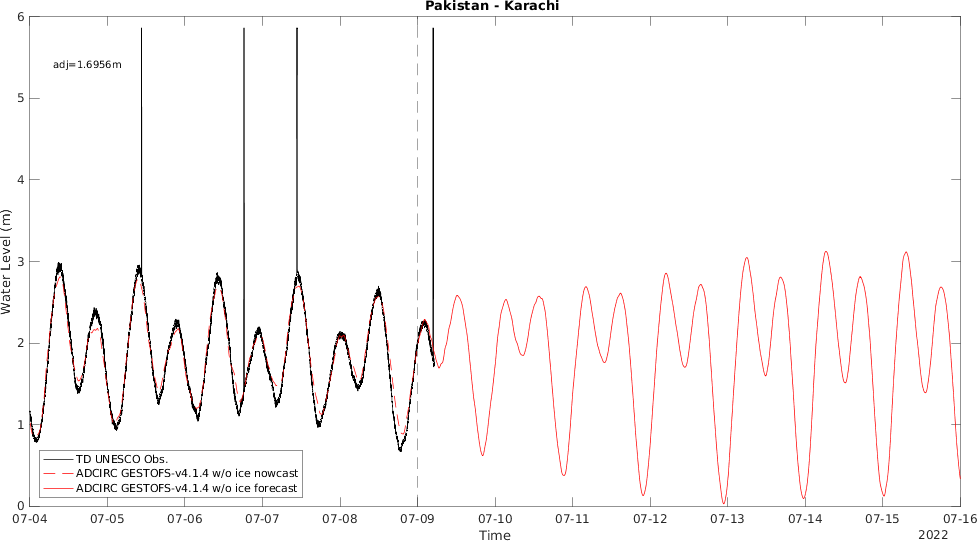 Pakistan - Karachi
6
adj=1.6956m
5
4
3
2
1
0
Water Level (m)
TD UNESCO Obs.
ADCIRC GESTOFS-v4.1.4 w/o ice nowcast
ADCIRC GESTOFS-v4.1.4 w/o ice forecast
07-04 07-05 07-06 07-07 07-08 07-09 07-10 07-11 07-12 07-13 07-14 07-15 07-16
Time
2022